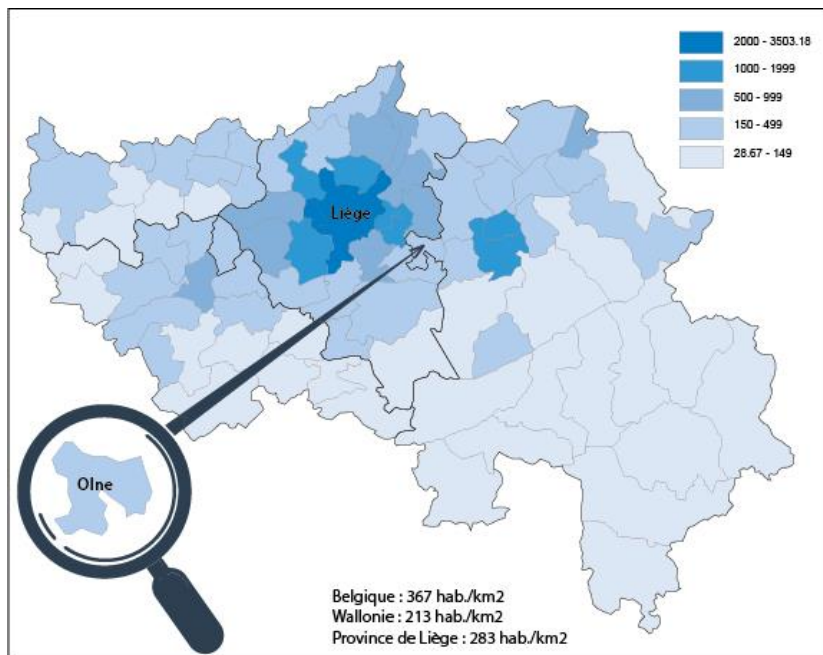 2000 - 3503.18
1000 - 1999
500 - 999
150 - 499
28.67 - 149
Liège
Olne
Belgique : 367 hab./km2
Wallonie : 213 hab./km2
Province de Liège : 283 hab./km2